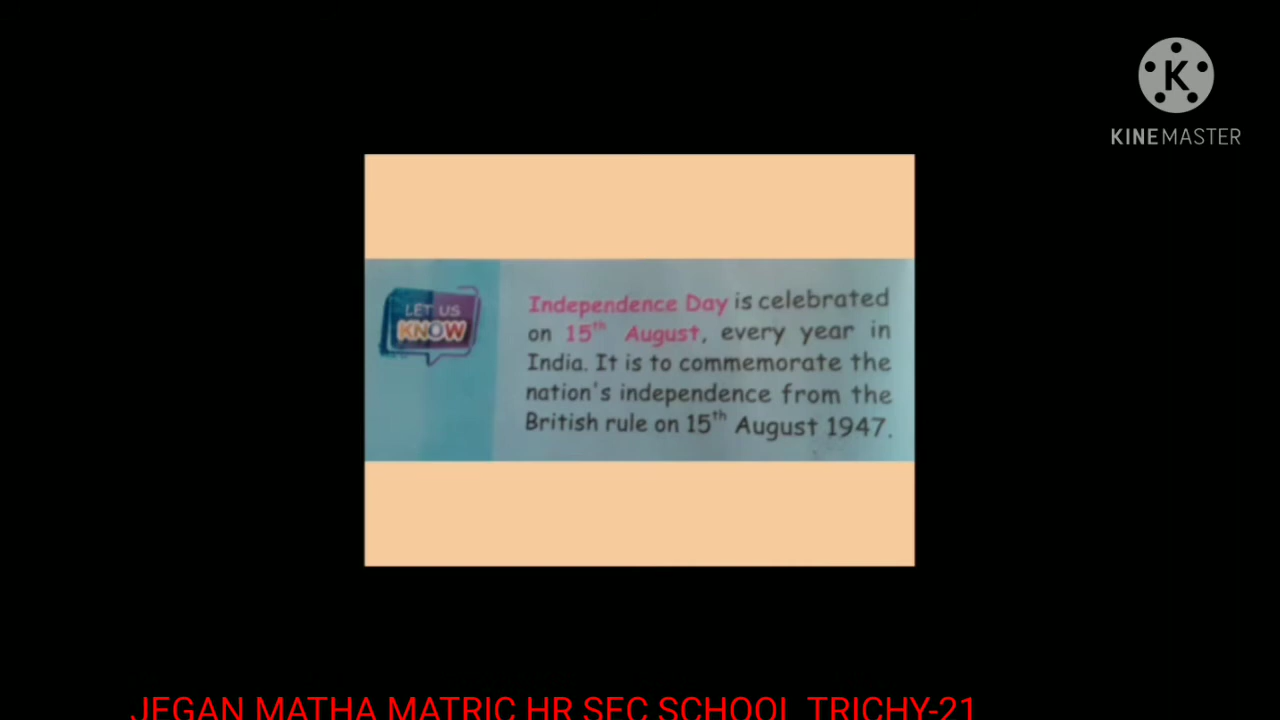 K
KINEMASTER
LET US
KNOW
Independence Day is celebrated
on 15th August, every year in
India. It is to commemorate the
nation's independence from the
British rule on 15th August 1947.
JEGAN MATHA MATRIC HR SEC SCHOOL TRICHY-21